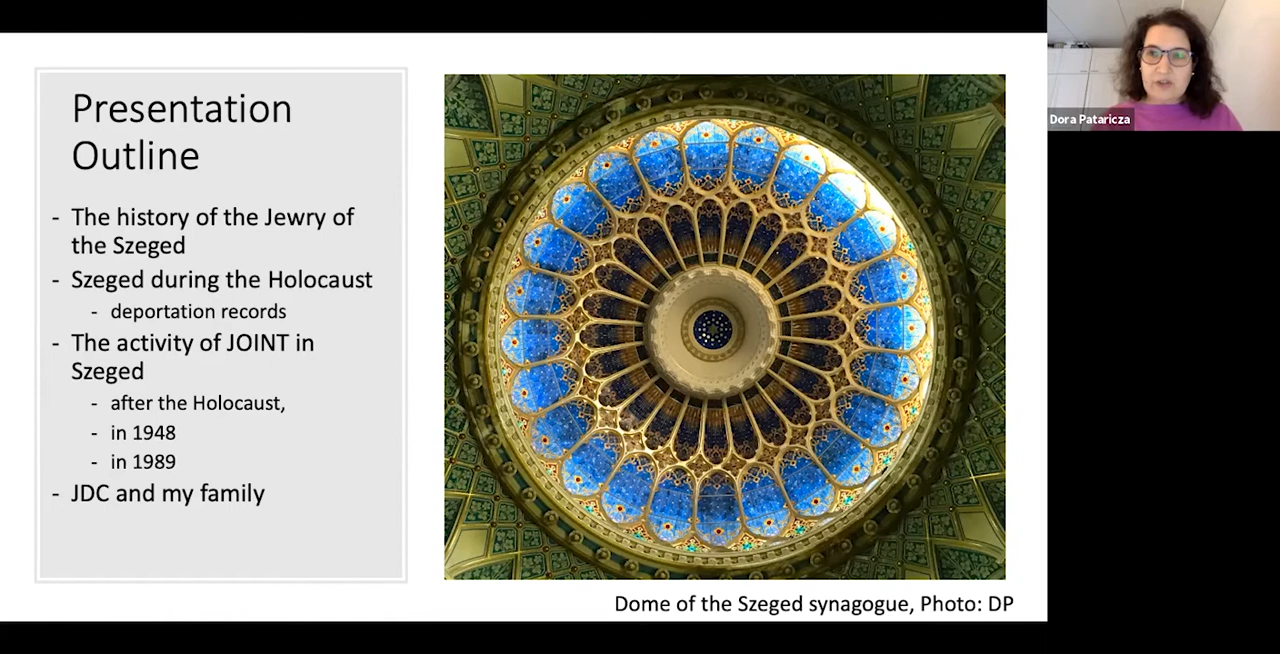 Presentation
Outline
- The history of the Jewry of
the Szeged
- Szeged during the Holocaust
- deportation records
- The activity of JOINT in
Szeged
- after the Holocaust,
- in 1948
- in 1989
- JDC and my family
Dome of the Szeged synagogue, Photo: DP
Dora Pataricza